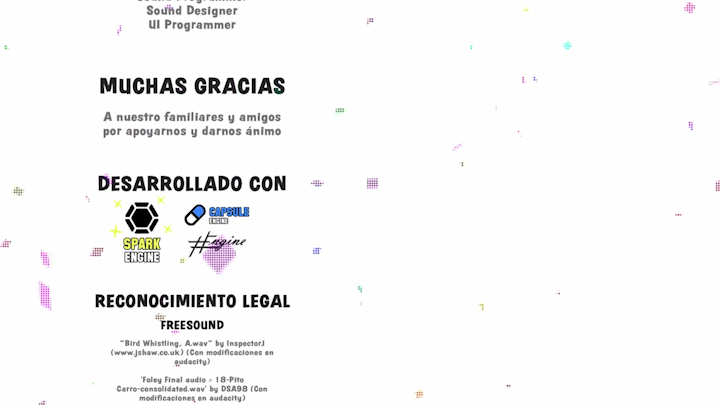 Sound Designer
UI Programmer
MUCHAS GRACIAS
A nuestro familiares y amigos
por apoyarnos y darnos ánimo
DESARROLLADO CON
SPARK
ENGINE
CAPSULE
ENGINE
#Engine
RECONOCIMIENTO LEGAL
FREESOUND
"Bird Whistling, A.wav" by InspectorJ
(www.jshaw.co.uk) (Con modificaciones en
audacity)
'Foley Final audio » 18-Pito
Carro-consolidated.wav' by DSA98 (Con
modificaciones en audacity)